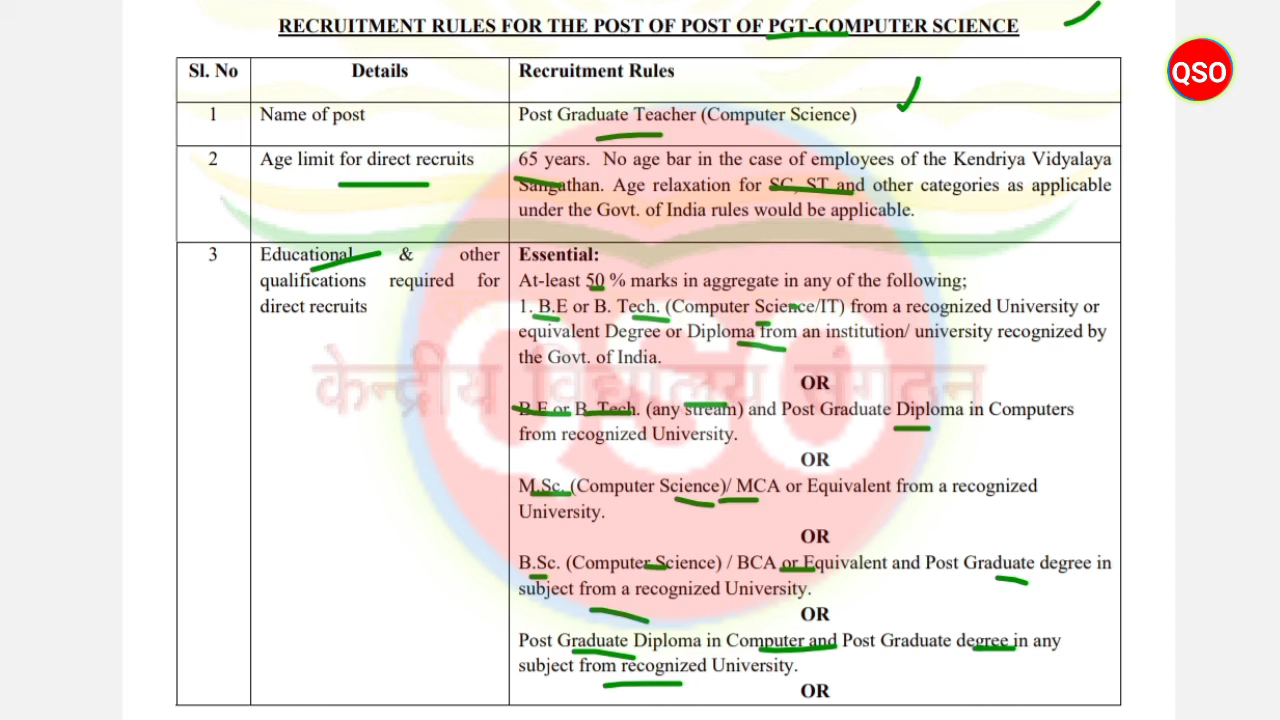 RECRUITMENT RULES FOR THE POST OF POST OF PGT-COMPUTER SCIENCE
QSO
Sl. No Details Recruitment Rules
1 Name of post Post Graduate Teacher (Computer Science)
2 Age limit for direct recruits 65 years. No age bar in the case of employees of the Kendriya Vidyalaya
Sangathan. Age relaxation for SC, ST and other categories as applicable
under the Govt. of India rules would be applicable.
3 Educational & other Essential:
qualifications required for At-least 50 % marks in aggregate in any of the following;
direct recruits 1. B.E or B. Tech. (Computer Science/IT) from a recognized University or
equivalent Degree or Diploma from an institution/ university recognized by
the Govt. of India.
केन्द्रीय विद्यालय संगठन
QSO
OR
B.E or B. Tech. (any stream) and Post Graduate Diploma in Computers
from recognized University.
OR
M.Sc. (Computer Science)/ MCA or Equivalent from a recognized
University.
OR
B.Sc. (Computer Science) / BCA or Equivalent and Post Graduate degree in
subject from a recognized University.
OR
Post Graduate Diploma in Computer and Post Graduate degree in any
subject from recognized University.
OR